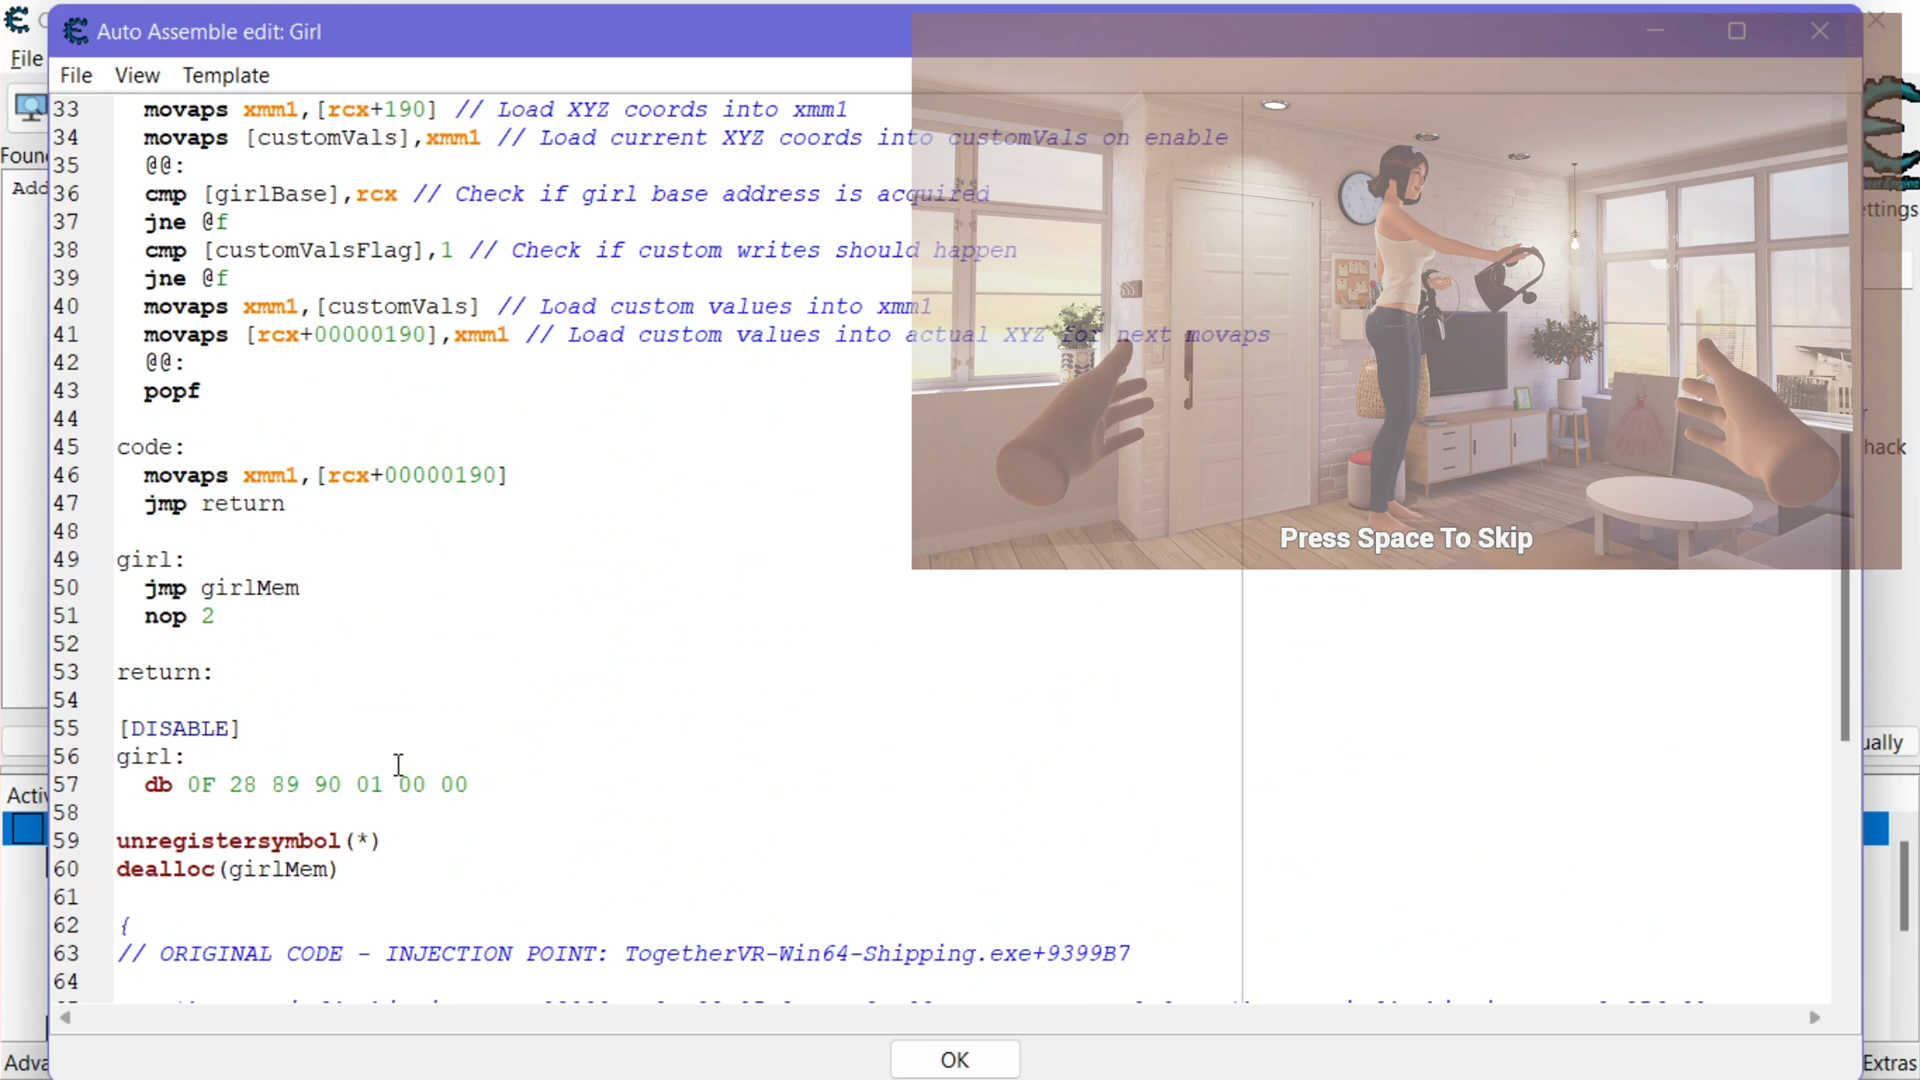 Auto Assemble edit: Girl
File
File View Template
33 movaps xmm1,[rcx+190] // Load XYZ coords into xmm1
34 movaps [customVals],xmm1 // Load current XYZ coords into customVals on enable
Foun
35 @@:
Add
36 cmp [girlBase],rcx // Check if girl base address is acquired
ttings
37 jne @f
38 cmp [customValsFlag],1 // Check if custom writes should happen
39 jne @f
40 movaps xmm1,[customVals] // Load custom values into xmm1
41 movaps [rcx+00000190],xmm1 // Load custom values into actual XYZ for next movaps
42 @@:
43 popf
44
45 code:
hack
46 movaps xmm1,[rcx+00000190]
47 jmp return
48
Press Space To Skip
49 girl:
50 jmp girlMem
51 nop 2
52
53 return:
54
55 [DISABLE]
ually
56 girl:
57 db 0F 28 89 90 01 00 00
Activ
58
59 unregistersymbol(*)
60 dealloc(girlMem)
61
62 {
63 // ORIGINAL CODE - INJECTION POINT: TogetherVR-Win64-Shipping.exe+9399B7
64
OK
Adva
Extras